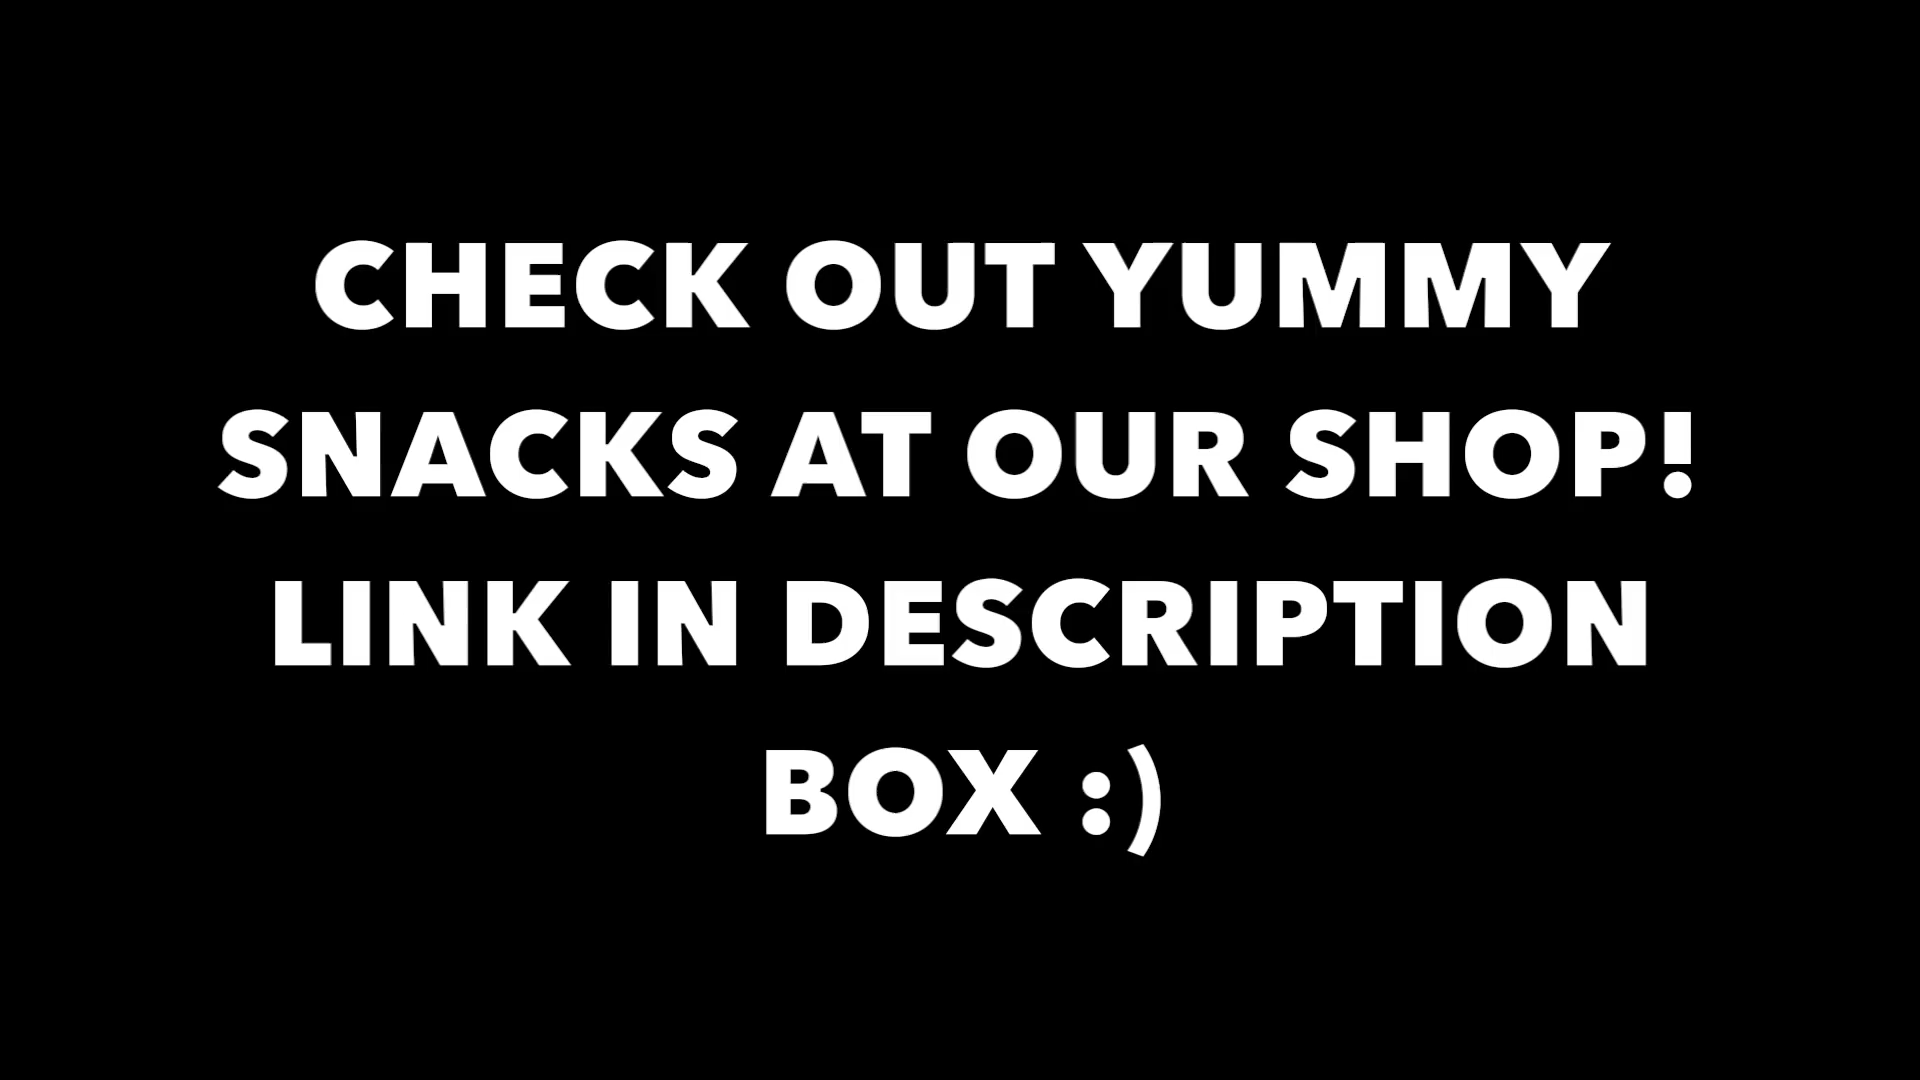 CHECK OUT YUMMY
SNACKS AT OUR SHOP!
LINK IN DESCRIPTION
BOX :)